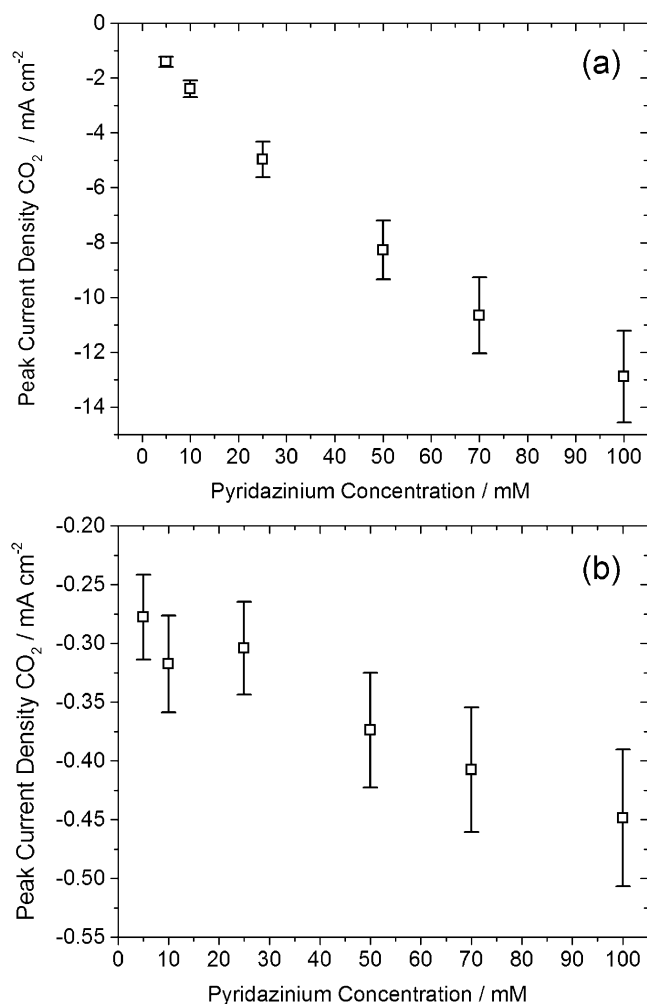 (a)
Peak Current Density CO₂ / mA cm⁻²
0
-2
-4
-6
-8
-10
-12
-14
0 10 20 30 40 50 60 70 80 90 100
Pyridazinium Concentration / mM
(b)
Peak Current Density CO₂ / mA cm⁻²
-0.20
-0.25
-0.30
-0.35
-0.40
-0.45
-0.50
-0.55
0 10 20 30 40 50 60 70 80 90 100
Pyridazinium Concentration / mM